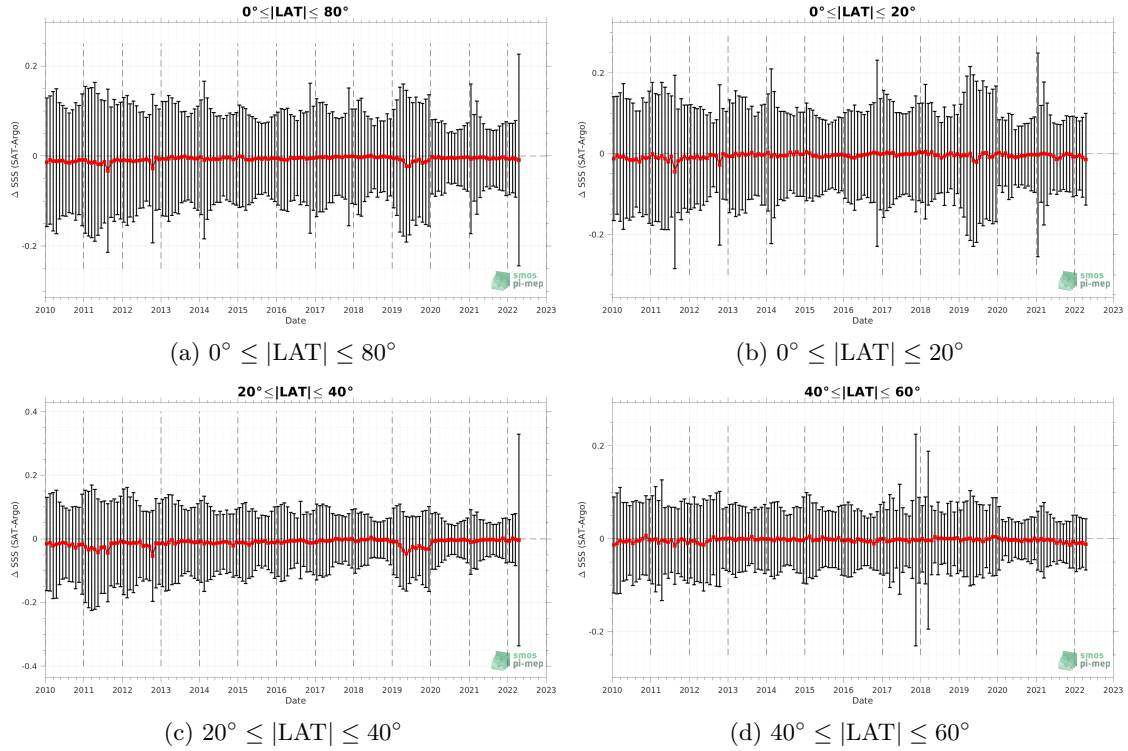 0°≤|LAT|≤ 80°
Δ SSS (SAT-Argo)
0.2
0
-0.2
2010 2011 2012 2013 2014 2015 2016 2017 2018 2019 2020 2021 2022 2023
Date
smos
pi-mep
(a) 0° ≤ |LAT| ≤ 80°
0°≤|LAT|≤ 20°
Δ SSS (SAT-Argo)
0.2
0
-0.2
2010 2011 2012 2013 2014 2015 2016 2017 2018 2019 2020 2021 2022 2023
Date
smos
pi-mep
(b) 0° ≤ |LAT| ≤ 20°
20°≤|LAT|≤ 40°
Δ SSS (SAT-Argo)
0.4
0.2
0
-0.2
-0.4
2010 2011 2012 2013 2014 2015 2016 2017 2018 2019 2020 2021 2022 2023
Date
smos
pi-mep
(c) 20° ≤ |LAT| ≤ 40°
40°≤|LAT|≤ 60°
Δ SSS (SAT-Argo)
0.2
0
-0.2
2010 2011 2012 2013 2014 2015 2016 2017 2018 2019 2020 2021 2022 2023
Date
smos
pi-mep
(d) 40° ≤ |LAT| ≤ 60°